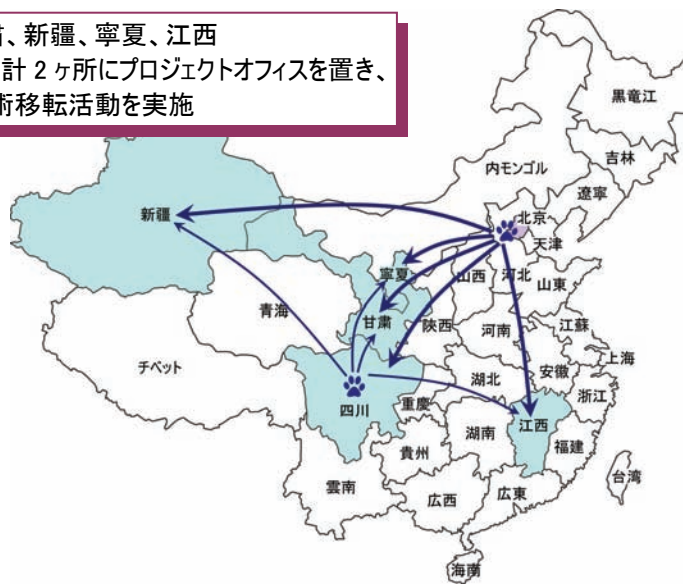 、新疆、寧夏、江西
計 2 ヶ所にプロジェクトオフィスを置き、
術移転活動を実施
黒竜江
吉林
内モンゴル
遼寧
新疆
北京
天津
寧夏
山西
河北
山東
青海
甘粛
陝西
河南
江蘇
チベット
上海
安徽
湖北
浙江
四川
重慶
江西
湖南
福建
貴州
台湾
雲南
広西
広東
海南